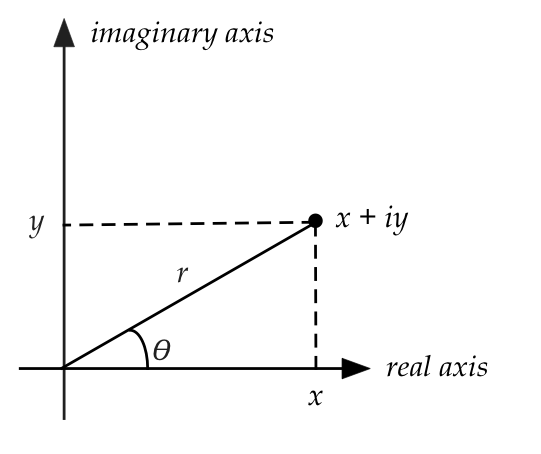 imaginary axis
y
x + iy
r
θ
real axis
x